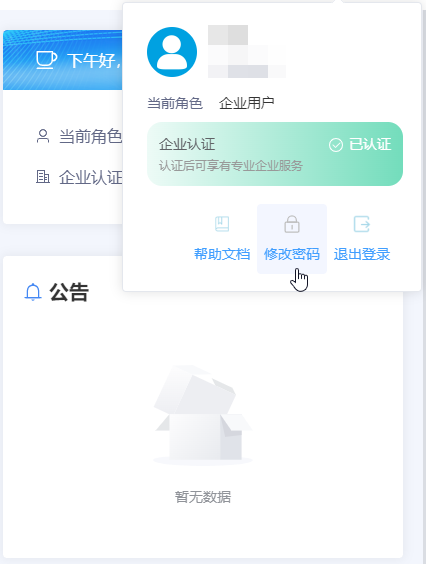 下午好,
当前角色 企业用户
企业认证 已认证
认证后可享有专业企业服务
当前角色
企业认证
帮助文档 修改密码 退出登录
公告
暂无数据